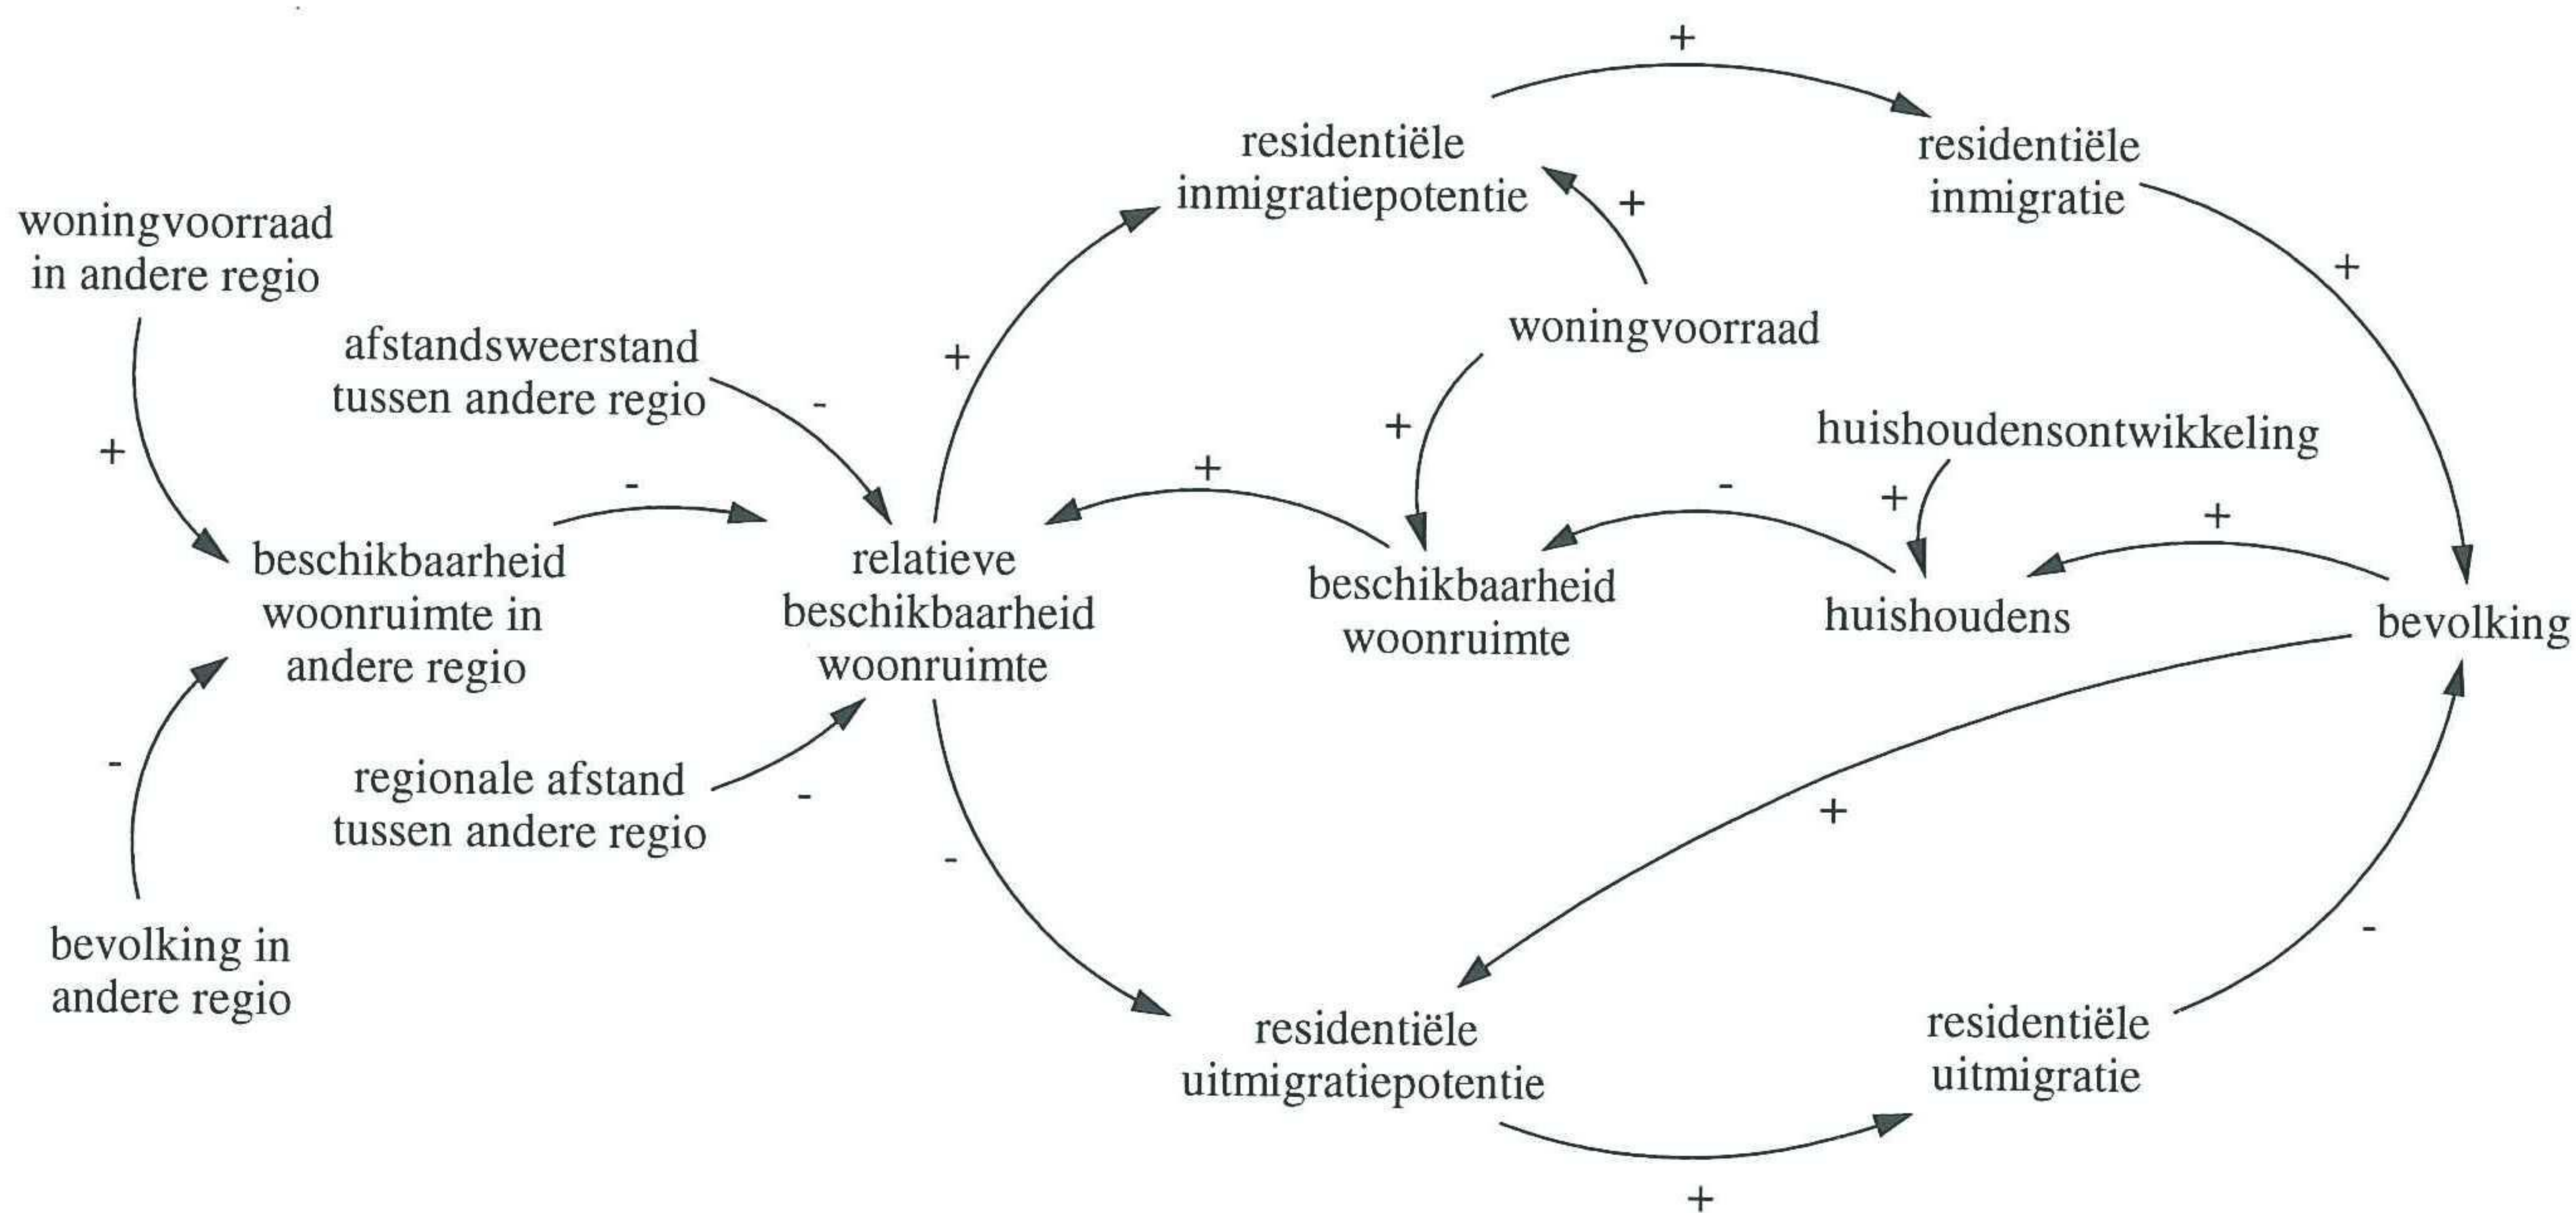 +
residentiële
inmigratiepotentie
residentiële
inmigratie
+
+
woningvoorraad
in andere regio
woningvoorraad
afstandsweerstand
tussen andere regio
-
+
+
huishoudensontwikkeling
+
-
+
-
+
+
beschikbaarheid
woonruimte in
andere regio
relatieve
beschikbaarheid
woonruimte
beschikbaarheid
woonruimte
huishoudens
bevolking
-
regionale afstand
tussen andere regio
-
-
+
-
bevolking in
andere regio
residentiële
uitmigratiepotentie
residentiële
uitmigratie
+